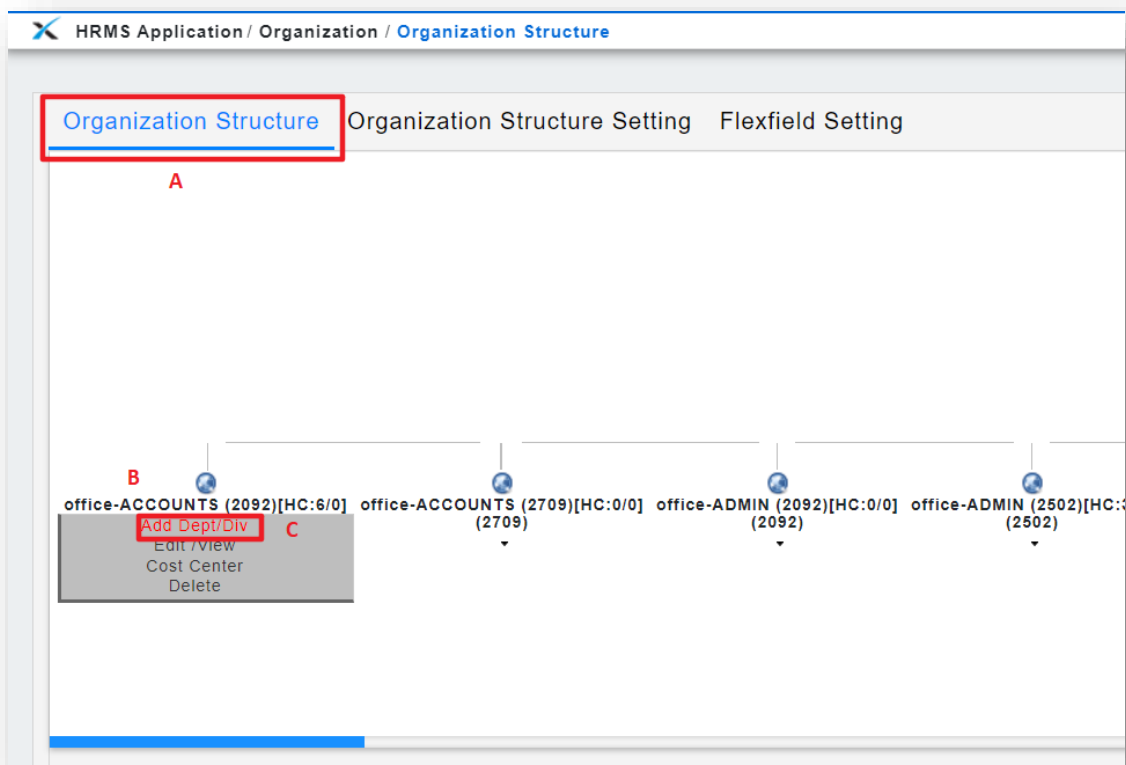 HRMS Application / Organization / Organization Structure
Organization Structure Organization Structure Setting Flexfield Setting
A
B
office-ACCOUNTS (2092)[HC:6/0] office-ACCOUNTS (2709)[HC:0/0] office-ADMIN (2092)[HC:0/0] office-ADMIN (2502)[HC:
(2709) (2092) (2502)
Add Dept/Div C
Edit /View
Cost Center
Delete